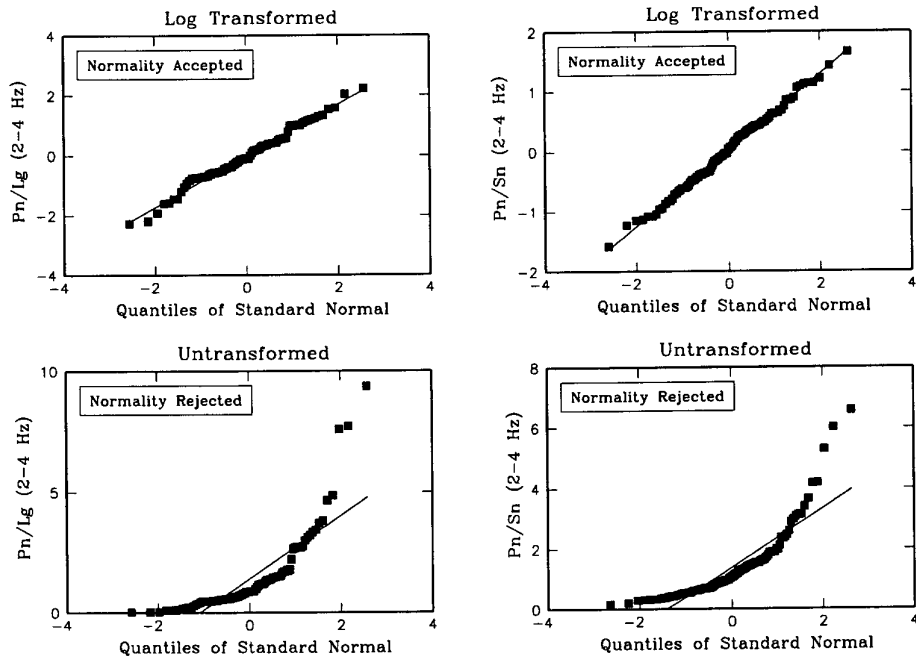 Log Transformed
Normality Accepted
Pn/Lg (2-4 Hz)
4
2
0
−2
−4
−4
−2
0
2
4
Quantiles of Standard Normal
Log Transformed
Normality Accepted
Pn/Sn (2-4 Hz)
2
1
0
−1
−2
−4
−2
0
2
4
Quantiles of Standard Normal
Untransformed
Normality Rejected
Pn/Lg (2-4 Hz)
10
5
0
−4
−2
0
2
4
Quantiles of Standard Normal
Untransformed
Normality Rejected
Pn/Sn (2-4 Hz)
8
6
4
2
0
−4
−2
0
2
4
Quantiles of Standard Normal